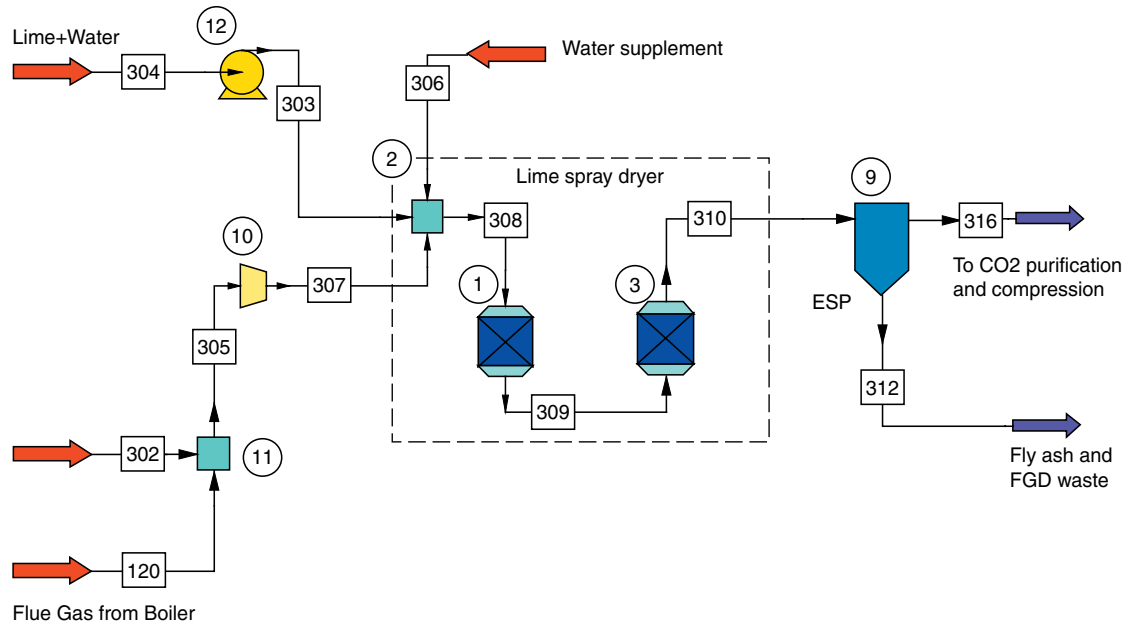 12
Lime+Water
304
303
Water supplement
306
2
Lime spray dryer
9
308
310
316
10
307
1
3
To CO2 purification
and compression
ESP
305
309
312
302
11
Fly ash and
FGD waste
120
Flue Gas from Boiler